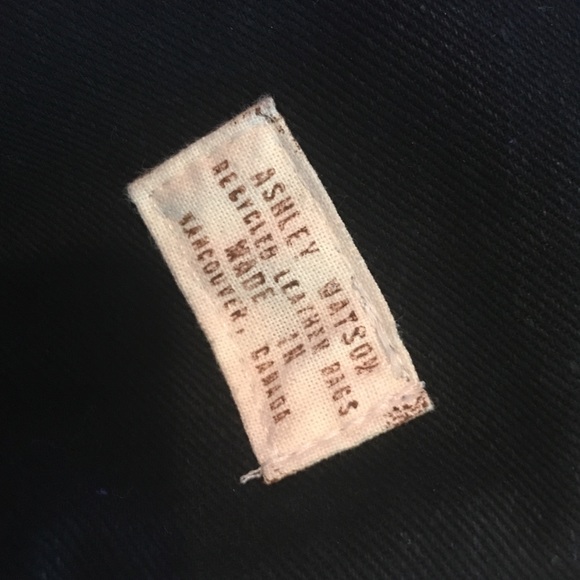 ASHLEY WATSON
RECYCLED LEATHER BAGS
MADE IN
VANCOUVER, CANADA